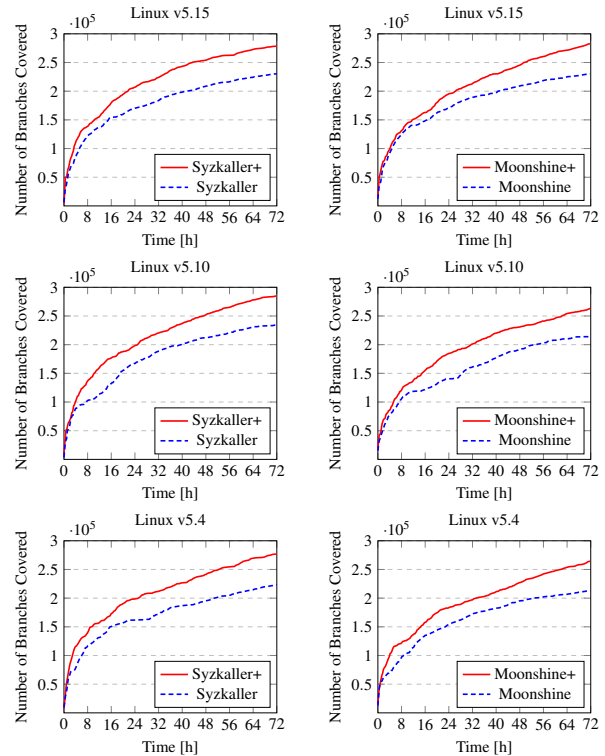 Linux v5.15
·10^5
Number of Branches Covered
3
2.5
2
1.5
1
0.5
0 8 16 24 32 40 48 56 64 72
Time [h]
Syzkaller+
Syzkaller
Linux v5.15
·10^5
Number of Branches Covered
3
2.5
2
1.5
1
0.5
0 8 16 24 32 40 48 56 64 72
Time [h]
Moonshine+
Moonshine
Linux v5.10
·10^5
Number of Branches Covered
3
2.5
2
1.5
1
0.5
0 8 16 24 32 40 48 56 64 72
Time [h]
Syzkaller+
Syzkaller
Linux v5.10
·10^5
Number of Branches Covered
3
2.5
2
1.5
1
0.5
0 8 16 24 32 40 48 56 64 72
Time [h]
Moonshine+
Moonshine
Linux v5.4
·10^5
Number of Branches Covered
3
2.5
2
1.5
1
0.5
0 8 16 24 32 40 48 56 64 72
Time [h]
Syzkaller+
Syzkaller
Linux v5.4
·10^5
Number of Branches Covered
3
2.5
2
1.5
1
0.5
0 8 16 24 32 40 48 56 64 72
Time [h]
Moonshine+
Moonshine